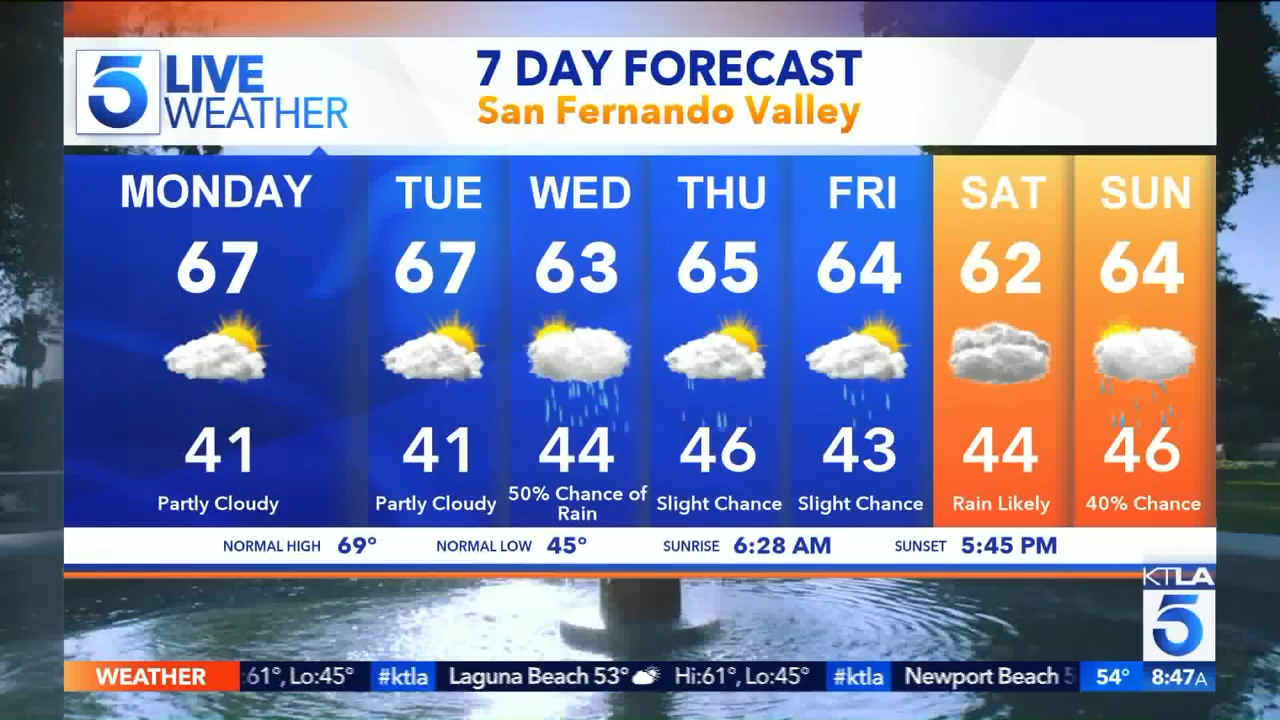 5 LIVE
WEATHER
7 DAY FORECAST
San Fernando Valley
MONDAY TUE WED THU FRI SAT SUN
67 67 63 65 64 62 64
41 41 44 46 43 44 46
Partly Cloudy Partly Cloudy 50% Chance of Rain Slight Chance Slight Chance Rain Likely 40% Chance
NORMAL HIGH 69° NORMAL LOW 45° SUNRISE 6:28 AM SUNSET 5:45 PM
KTLA
5
WEATHER :61°, Lo:45° #ktla Laguna Beach 53° Hi:61°, Lo:45° #ktla Newport Beach 5 54° 8:47A